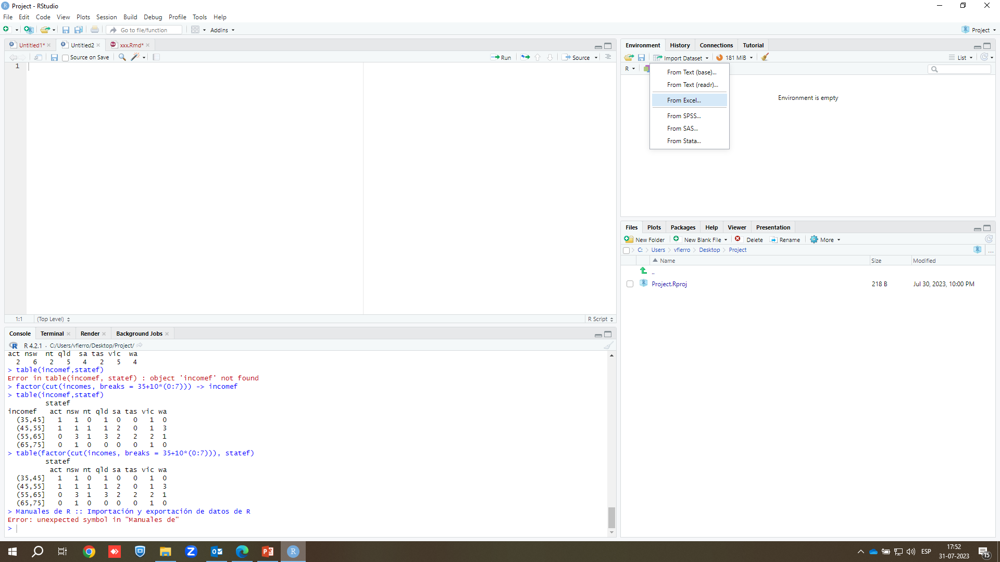 Project - RStudio
File Edit Code View Plots Session Build Debug Profile Tools Help
Go to file/function Addins Project
Untitled1* Untitled2 xxx.Rmd*
Source on Save Run Source
1
1:1 (Top Level) R Script
Environment History Connections Tutorial
Import Dataset 181 MiB List
R
From Text (base)...
From Text (readr)...
From Excel...
From SPSS...
From SAS...
From Stata...
Environment is empty
Files Plots Packages Help Viewer Presentation
New Folder New Blank File Delete Rename More
C: Users vfierro Desktop Project ...
Name Size Modified
..
Project.Rproj 218 B Jul 30, 2023, 10:00 PM
Console Terminal Render Background Jobs
R 4.2.1 · C:/Users/vfierro/Desktop/Project/
act nsw nt qld sa tas vic wa
2 6 2 5 4 2 5 4
> table(incomef,statef)
Error in table(incomef, statef) : object 'incomef' not found
> factor(cut(incomes, breaks = 35+10*(0:7))) -> incomef
> table(incomef,statef)
statef
incomef act nsw nt qld sa tas vic wa
(35,45] 1 1 0 1 0 0 1 0
(45,55] 1 1 1 1 2 0 1 3
(55,65] 0 3 1 3 2 2 2 1
(65,75] 0 1 0 0 0 0 1 0
> table(factor(cut(incomes, breaks = 35+10*(0:7))), statef)
statef
act nsw nt qld sa tas vic wa
(35,45] 1 1 0 1 0 0 1 0
(45,55] 1 1 1 1 2 0 1 3
(55,65] 0 3 1 3 2 2 2 1
(65,75] 0 1 0 0 0 0 1 0
> Manuales de R :: Importación y exportación de datos de R
Error: unexpected symbol in "Manuales de"
>
ESP 17:52
31-07-2023
15